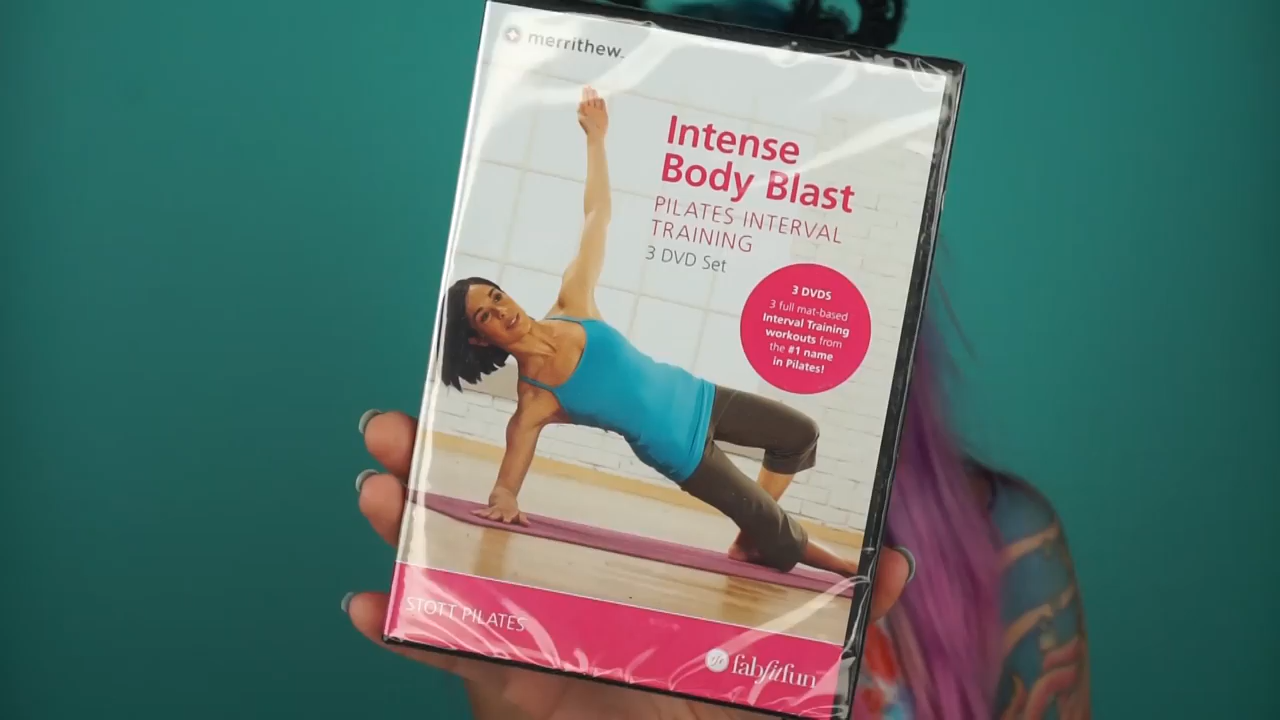 merrithew™
Intense
Body Blast
PILATES INTERVAL
TRAINING
3 DVD Set
3 DVDS
3 full mat-based
Interval Training
workouts from
the #1 name
in Pilates!
STOTT PILATES
fabfitfun